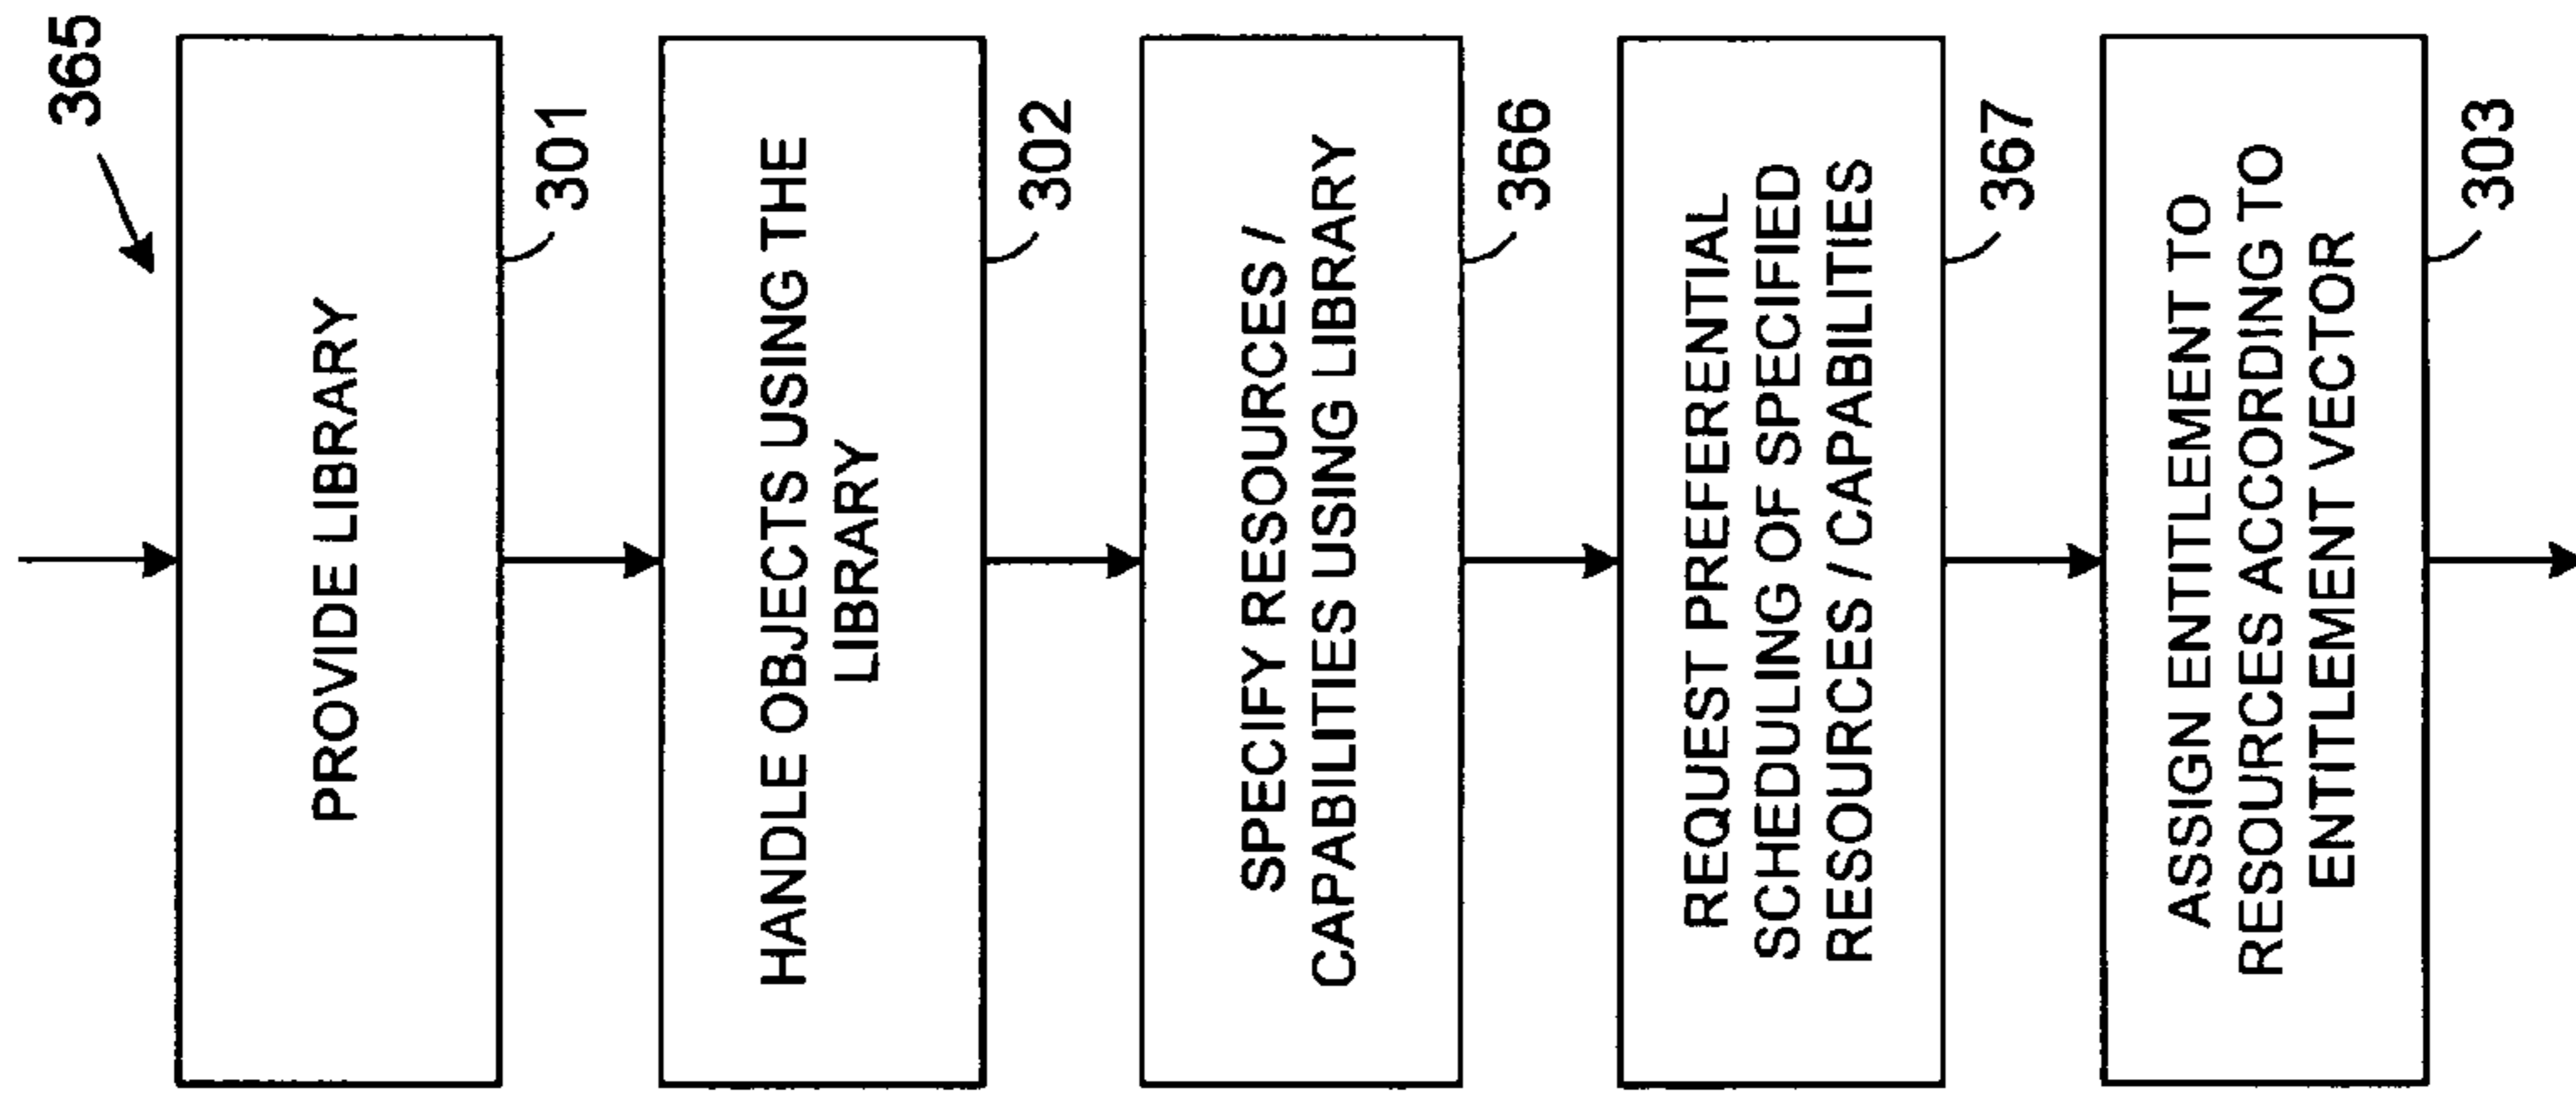 365
PROVIDE LIBRARY
301
HANDLE OBJECTS USING THE
LIBRARY
302
SPECIFY RESOURCES /
CAPABILITIES USING LIBRARY
366
REQUEST PREFERENTIAL
SCHEDULING OF SPECIFIED
RESOURCES / CAPABILITIES
367
ASSIGN ENTITLEMENT TO
RESOURCES ACCORDING TO
ENTITLEMENT VECTOR
303